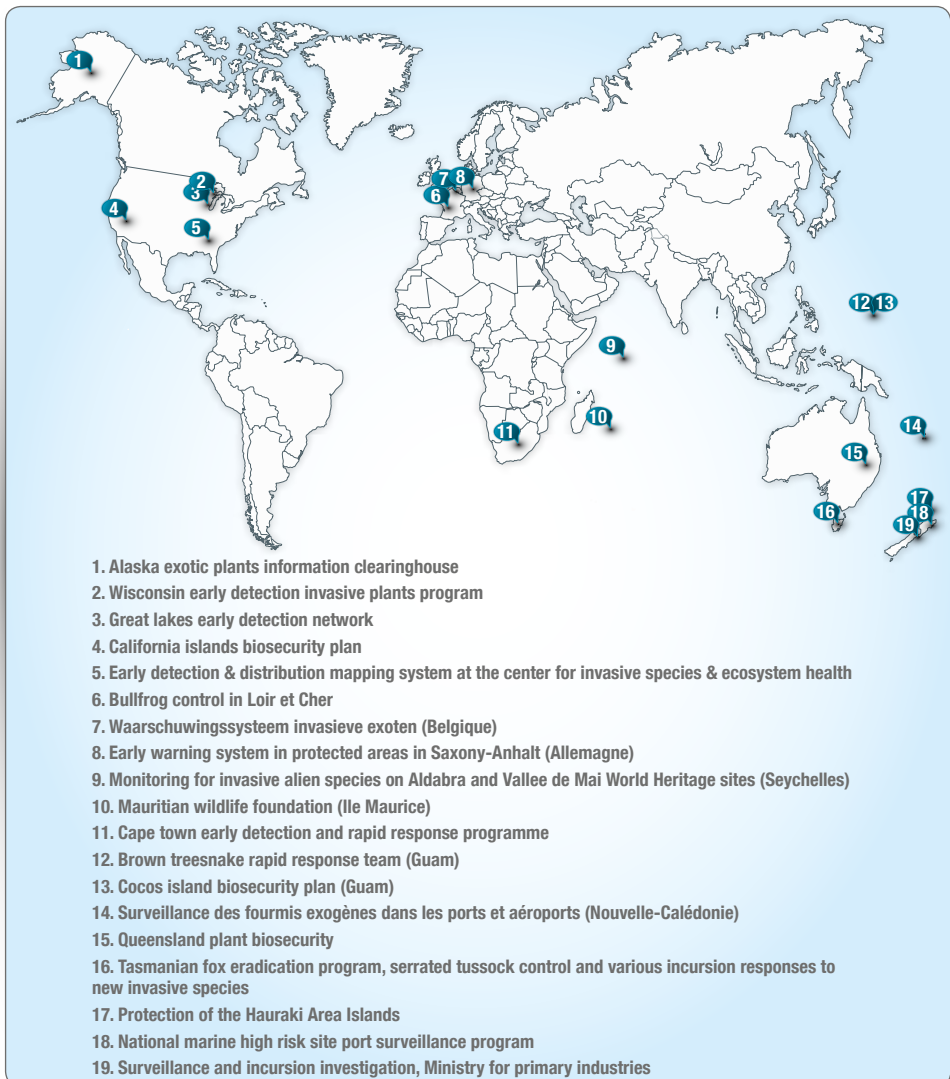 1
2
3
4
5
6
7
8
9
10
11
12
13
14
15
16
17
18
19
1. Alaska exotic plants information clearinghouse
2. Wisconsin early detection invasive plants program
3. Great lakes early detection network
4. California islands biosecurity plan
5. Early detection & distribution mapping system at the center for invasive species & ecosystem health
6. Bullfrog control in Loir et Cher
7. Waarschuwingssysteem invasieve exoten (Belgique)
8. Early warning system in protected areas in Saxony-Anhalt (Allemagne)
9. Monitoring for invasive alien species on Aldabra and Vallee de Mai World Heritage sites (Seychelles)
10. Mauritian wildlife foundation (Ile Maurice)
11. Cape town early detection and rapid response programme
12. Brown treesnake rapid response team (Guam)
13. Cocos island biosecurity plan (Guam)
14. Surveillance des fourmis exogènes dans les ports et aéroports (Nouvelle-Calédonie)
15. Queensland plant biosecurity
16. Tasmanian fox eradication program, serrated tussock control and various incursion responses to
new invasive species
17. Protection of the Hauraki Area Islands
18. National marine high risk site port surveillance program
19. Surveillance and incursion investigation, Ministry for primary industries